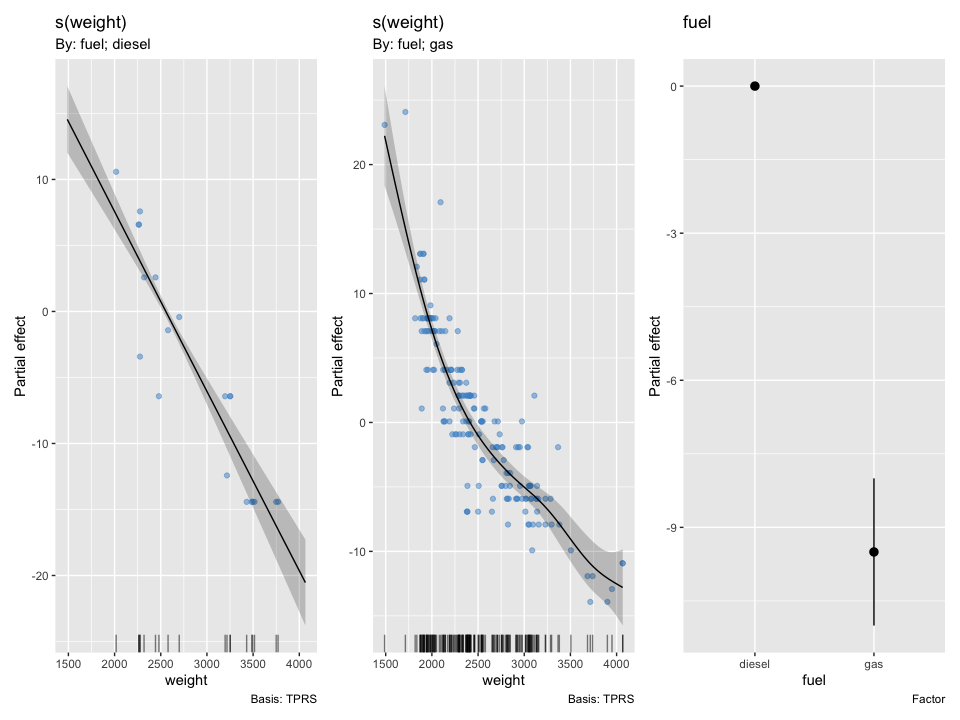 s(weight)
By: fuel; diesel
Partial effect
10
0
-10
-20
1500 2000 2500 3000 3500 4000
weight
Basis: TPRS
s(weight)
By: fuel; gas
Partial effect
20
10
0
-10
1500 2000 2500 3000 3500 4000
weight
Basis: TPRS
fuel
Partial effect
0
-3
-6
-9
diesel gas
fuel
Factor